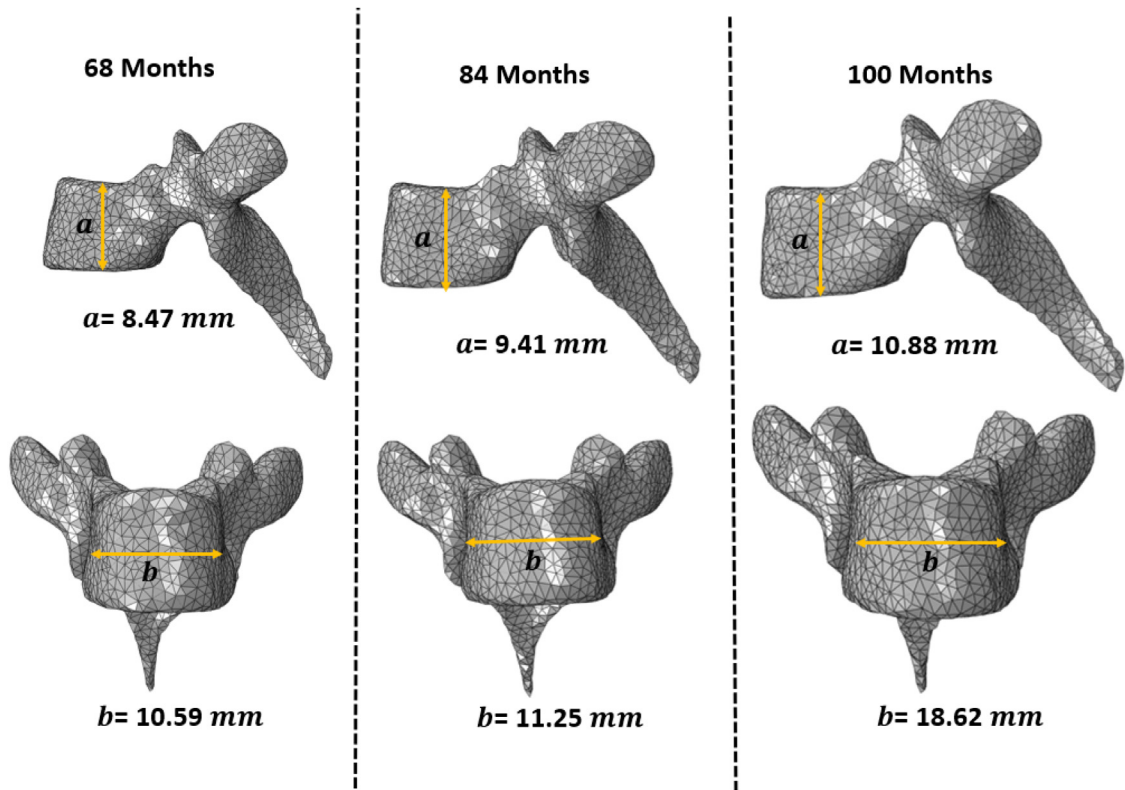 68 Months
84 Months
100 Months
a
a
a
a= 8.47 mm
a= 9.41 mm
a= 10.88 mm
b
b
b
b= 10.59 mm
b= 11.25 mm
b= 18.62 mm